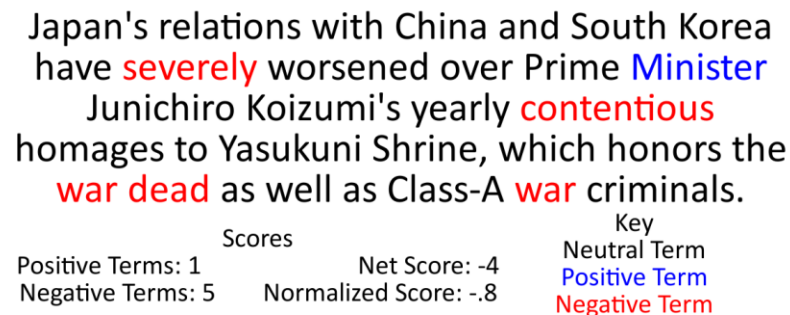 Japan's relations with China and South Korea
have severely worsened over Prime Minister
Junichiro Koizumi's yearly contentious
homages to Yasukuni Shrine, which honors the
war dead as well as Class-A war criminals.
Scores
Positive Terms: 1 Net Score: -4
Negative Terms: 5 Normalized Score: -.8
Key
Neutral Term
Positive Term
Negative Term